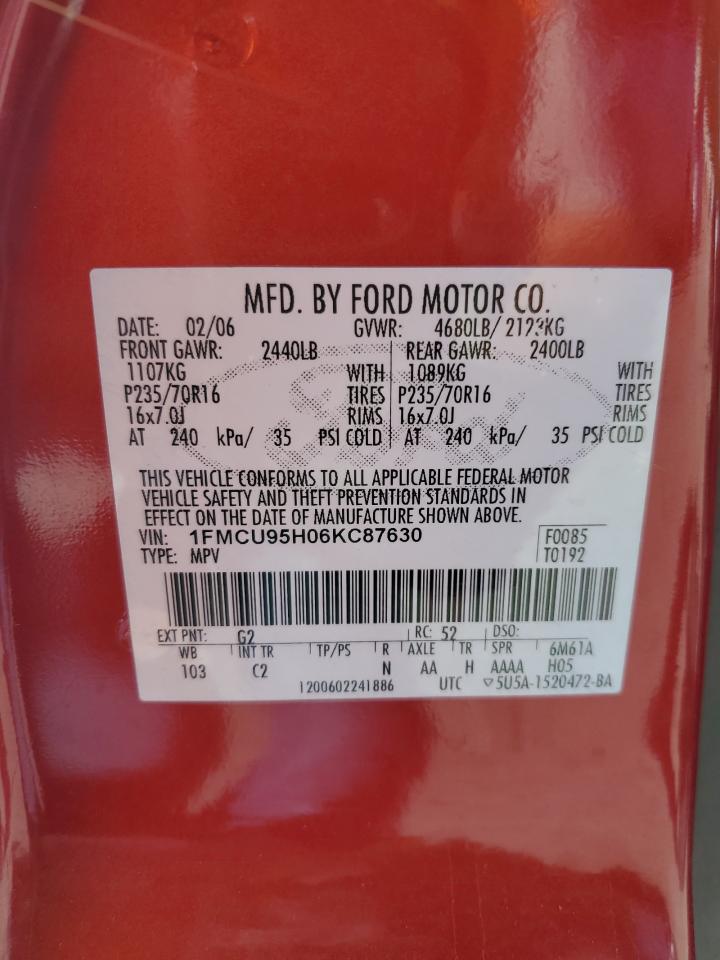 MFD. BY FORD MOTOR CO.
DATE: 02/06 GVWR: 4680LB/ 2123KG
FRONT GAWR: 2440LB REAR GAWR: 2400LB
1107KG WITH 1089KG WITH
P235/70R16 TIRES P235/70R16 TIRES
16x7.0J RIMS 16x7.0J RIMS
AT 240 kPa/ 35 PSI COLD AT 240 kPa/ 35 PSI COLD
THIS VEHICLE CONFORMS TO ALL APPLICABLE FEDERAL MOTOR
VEHICLE SAFETY AND THEFT PREVENTION STANDARDS IN
EFFECT ON THE DATE OF MANUFACTURE SHOWN ABOVE.
VIN: 1FMCU95H06KC87630 F0085
TYPE: MPV T0192
EXT PNT: G2 RC: 52 DSO:
WB INT TR TP/PS R AXLE TR SPR 6M61A
103 C2 N AA H AAAA H05
1200602241886 UTC ▽5U5A-1520472-BA